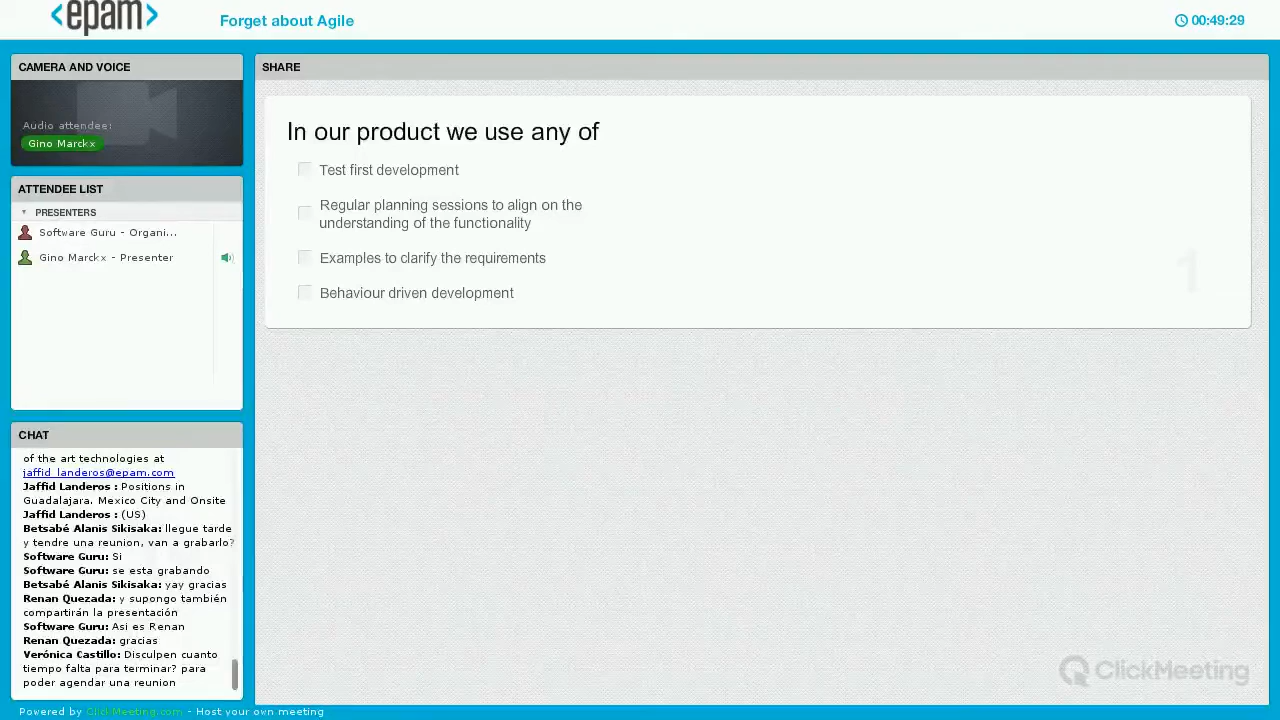 <epam>
Forget about Agile
00:49:29
CAMERA AND VOICE
Audio attendee:
Gino Marckx
ATTENDEE LIST
PRESENTERS
Software Guru - Organi...
Gino Marckx - Presenter
CHAT
of the art technologies at
jaffid_landeros@epam.com
Jaffid Landeros : Positions in
Guadalajara. Mexico City and Onsite
Jaffid Landeros : (US)
Betsabé Alanis Sikisaka: llegue tarde
y tendre una reunion, van a grabarlo?
Software Guru: Si
Software Guru: se esta grabando
Betsabé Alanis Sikisaka: yay gracias
Renan Quezada: y supongo también
compartirán la presentación
Software Guru: Asi es Renan
Renan Quezada: gracias
Verónica Castillo: Disculpen cuanto
tiempo falta para terminar? para
poder agendar una reunion
SHARE
In our product we use any of
Test first development
Regular planning sessions to align on the
understanding of the functionality
Examples to clarify the requirements
Behaviour driven development
1
ClickMeeting
Powered by ClickMeeting.com - Host your own meeting